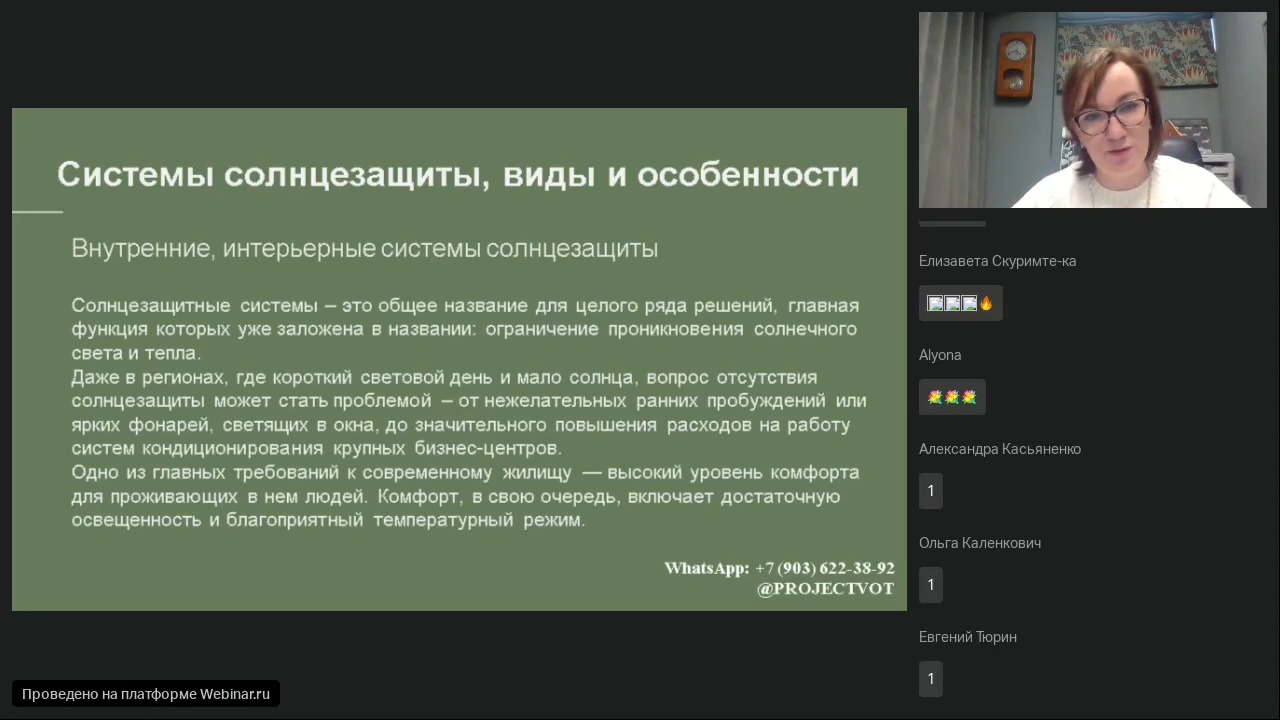 Системы солнцезащиты, виды и особенности
Внутренние, интерьерные системы солнцезащиты
Солнцезащитные системы – это общее название для целого ряда решений, главная
функция которых уже заложена в названии: ограничение проникновения солнечного
света и тепла.
Даже в регионах, где короткий световой день и мало солнца, вопрос отсутствия
солнцезащиты может стать проблемой – от нежелательных ранних пробуждений или
ярких фонарей, светящих в окна, до значительного повышения расходов на работу
систем кондиционирования крупных бизнес-центров.
Одно из главных требований к современному жилищу — высокий уровень комфорта
для проживающих в нем людей. Комфорт, в свою очередь, включает достаточную
освещенность и благоприятный температурный режим.
WhatsApp: +7 (903) 622-38-92
@PROJECTVOT
Елизавета Скуримте-ка
Alyona
Александра Касьяненко
1
Ольга Каленкович
1
Евгений Тюрин
1
Проведено на платформе Webinar.ru